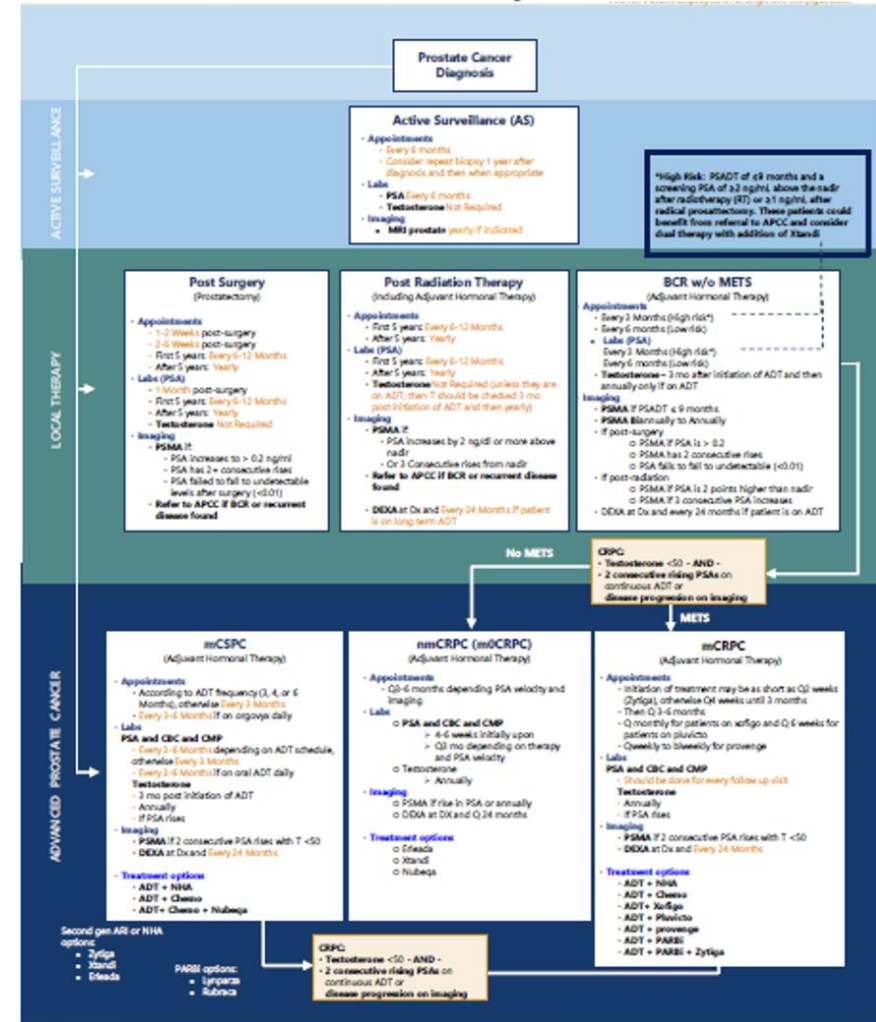 Prostate Cancer
Diagnosis
ACTIVE SURVEILLANCE
Active Surveillance (AS)
- Appointments
- Every 6 months
- Consider repeat biopsy 1 year after
diagnosis and then when appropriate
- Labs
- PSA Every 6 months
- Testosterone Not Required
- Imaging
• MRI prostate yearly if indicated
*High Risk: PSADT of ≤9 months and a
screening PSA of ≥2 ng/ml, above the nadir
after radiotherapy (RT) or ≥1 ng/ml, after
radical prosattectomy. These patients could
benefit from referral to APCC and consider
dual therapy with addition of Xtandi
LOCAL THERAPY
Post Surgery
(Prostatectomy)
- Appointments
- 1-2 Weeks post-surgery
- 2-6 Weeks post-surgery
- First 5 years: Every 6-12 Months
- After 5 years: Yearly
- Labs (PSA)
- 1 Month post-surgery
- First 5 years: Every 6-12 Months
- After 5 years: Yearly
- Testosterone Not Required
- Imaging
- PSMA if:
- PSA increases to > 0.2 ng/ml
- PSA has 2+ consecutive rises
- PSA failed to fall to undetectable
levels after surgery (<0.01)
- Refer to APCC if BCR or recurrent
disease found
Post Radiation Therapy
(Including Adjuvant Hormonal Therapy)
- Appointments
- First 5 years: Every 6-12 Months
- After 5 years: Yearly
- Labs (PSA)
- First 5 years: Every 6-12 Months
- After 5 years: Yearly
- Testosterone Not Required (unless they are
on ADT, then T should be checked 3 mo
post initiation of ADT and then yearly)
- Imaging
- PSMA if:
- PSA increases by 2 ng/dl or more above
nadir
- Or 3 Consecutive rises from nadir
- Refer to APCC if BCR or recurrent disease
found
- DEXA at Dx and Every 24 Months if patient
is on long term ADT
BCR w/o METS
(Adjuvant Hormonal Therapy)
- Appointments
- Every 3 Months (High risk*)
- Every 6 months (Low risk)
• Labs (PSA)
Every 3 Months (High risk*)
Every 6 months (Low risk)
- Testosterone – 3 mo after initiation of ADT and then
annually only if on ADT
- Imaging
- PSMA if PSADT ≤ 9 months
- PSMA Biannually to Annually
- If post-surgery
o PSMA if PSA is > 0.2
o PSMA has 2 consecutive rises
o PSA fails to fall to undetectable (<0.01)
- If post-radiation
o PSMA if PSA is 2 points higher than nadir
o PSMA if 3 consecutive PSA increases
- DEXA at Dx and every 24 months if patient is on ADT
No METS
CRPC:
- Testosterone <50 - AND -
- 2 consecutive rising PSAs on
continuous ADT or
disease progression on imaging
METS
ADVANCED PROSTATE CANCER
mCSPC
(Adjuvant Hormonal Therapy)
- Appointments
- According to ADT frequency (3, 4, or 6
Months), otherwise Every 3 Months
- Every 3-6 Months if on orgovyx daily
- Labs
PSA and CBC and CMP
- Every 3-6 Months depending on ADT schedule,
otherwise Every 3 Months
- Every 3-6 Months if on oral ADT daily
Testosterone
- 3 mo post initiation of ADT
- Annually
- If PSA rises
- Imaging
- PSMA if 2 consecutive PSA rises with T <50
- DEXA at Dx and Every 24 Months
- Treatment options
- ADT + NHA
- ADT + Chemo
- ADT+ Chemo + Nubeqa
nmCRPC (m0CRPC)
(Adjuvant Hormonal Therapy)
- Appointments
- Q3-6 months depending PSA velocity and
imaging
- Labs
o PSA and CBC and CMP
➢ 4-6 weeks initially upon
➢ Q3 mo depending on therapy
and PSA velocity
o Testosterone
➢ Annually
- Imaging
o PSMA if rise in PSA or annually
o DEXA at DX and Q 24 months
- Treatment options
o Erleada
o Xtandi
o Nubeqa
mCRPC
(Adjuvant Hormonal Therapy)
- Appointments
- Initiation of treatment may be as short as Q2 weeks
(Zytiga), otherwise Q4 weeks until 3 months
- Then Q 3-6 months
- Q monthly for patients on xofigo and Q 6 weeks for
patients on pluvicto
- Qweekly to biweekly for provenge
- Labs
PSA and CBC and CMP
- Should be done for every follow up visit
Testosterone
- Annually
- If PSA rises
- Imaging
- PSMA if 2 consecutive PSA rises with T <50
- DEXA at Dx and Every 24 Months
- Treatment options
- ADT + NHA
- ADT + Chemo
- ADT+ Xofigo
- ADT + Pluvicto
- ADT + provenge
- ADT + PARBi
- ADT + PARBi + Zytiga
Second gen ARI or NHA
options:
• Zytiga
• Xtandi
• Erleada
PARBi options:
• Lynparza
• Rubraca
CRPC:
- Testosterone <50 - AND -
- 2 consecutive rising PSAs on
continuous ADT or
disease progression on imaging